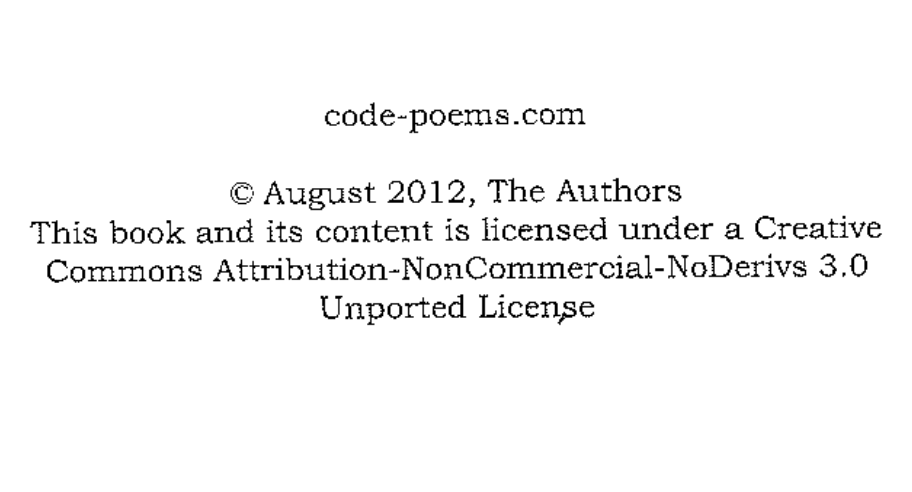 code-poems.com
© August 2012, The Authors
This book and its content is licensed under a Creative
Commons Attribution-NonCommercial-NoDerivs 3.0
Unported License